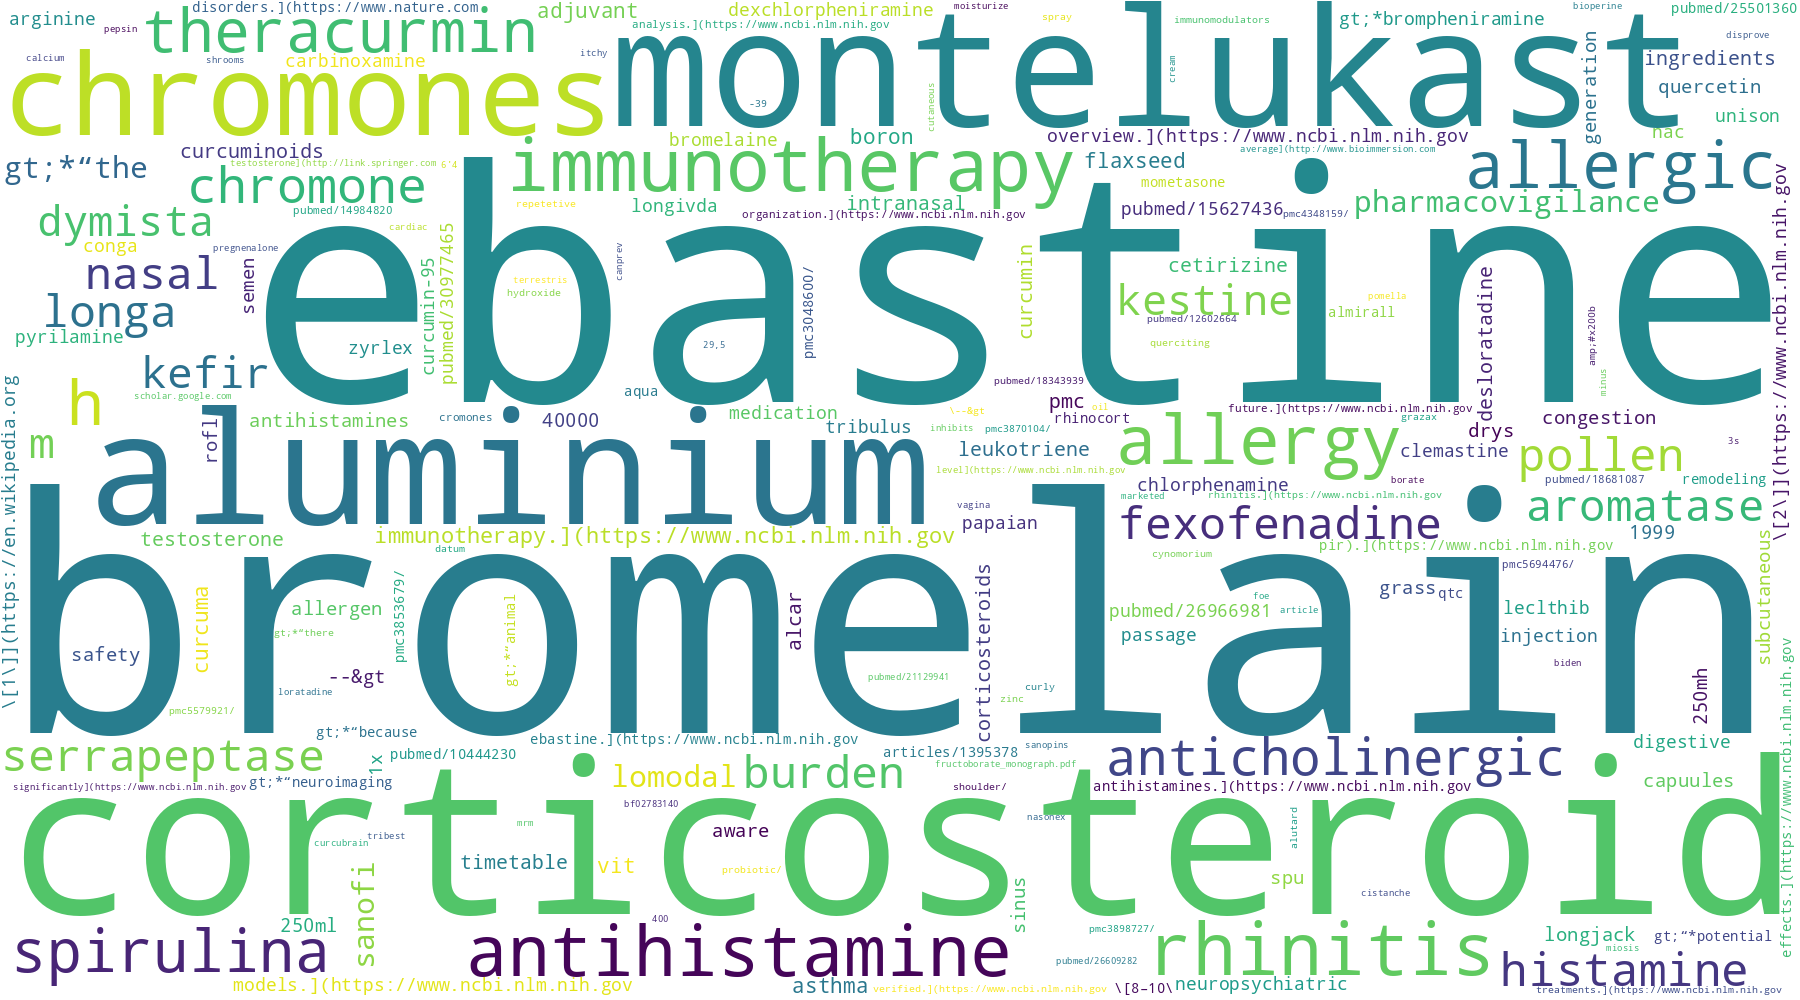 disorders.](https://www.nature.com
arginine
pepsin
theracurmin
adjuvant
analysis.](https://www.ncbi.nlm.nih.gov
dexchlorpheniramine
moisturize
spray
immunomodulators
gt;*brompheniramine
bioperine
pubmed/25501360
disprove
calcium
shrooms
carbinoxamine
itchy
chromones
montelukast
-39
cutaneous
cream
generation
ingredients
quercetin
unison
nac
bromelaine
boron
overview.](https://www.ncbi.nlm.nih.gov
average](http://www.bioimmersion.com
curcuminoids
testosterone](http://link.springer.com
6'4
gt;*“the
chromone
immunotherapy
flaxseed
allergic
mometasone
dymista
pubmed/14984820
repetetive
longivda
intranasal
organization.](https://www.ncbi.nlm.nih.gov
pubmed/15627436
pmc4348159/
pharmacovigilance
conga
pregnenalone
cardiac
nasal
semen
curcumin-95
pubmed/30977465
ebastine
terrestris
hydroxide
canprev
pmc3048600/
curcumin
cetirizine
kestine
almirall
pomella
pubmed/12602664
querciting
desloratadine
amp;#x200b
minus
\[2\]](https://www.ncbi.nlm.nih.gov
longa
pyrilamine
zyrlex
29,5
kefir
scholar.google.com
\[1\]](https://en.wikipedia.org
h
m
rofl
antihistamines
cromones
40000
aqua
medication
tribulus
\--&gt
inhibits
pubmed/18343939
pmc
oil
rhinocort
pmc3870104/
leukotriene
level](https://www.ncbi.nlm.nih.gov
future.](https://www.ncbi.nlm.nih.gov
grazax
drys
congestion
clemastine
3s
allergy
pollen
aluminium
chlorphenamine
borate
pubmed/18681087
remodeling
marketed
rhinitis.](https://www.ncbi.nlm.nih.gov
vagina
papaian
fexofenadine
aromatase
testosterone
immunotherapy.](https://www.ncbi.nlm.nih.gov
datum
pir).](https://www.ncbi.nlm.nih.gov
1999
cynomorium
pmc5694476/
subcutaneous
bromelain
curcuma
allergen
gt;*“there
pmc3853679/
gt;*“animal
alcar
corticosteroids
pubmed/26966981
foe
article
grass
qtc
leclthib
passage
injection
safety
--&gt
loratadine
pubmed/21129941
curly
zinc
biden
250mh
pmc5579921/
gt;*“because
ebastine.](https://www.ncbi.nlm.nih.gov
articles/1395378
sanopins
digestive
effects.](https://www.ncbi.nlm.nih.gov
serrapeptase
1x
pubmed/10444230
lomodal
burden
fructoborate_monograph.pdf
anticholinergic
capuules
significantly](https://www.ncbi.nlm.nih.gov
gt;*“neuroimaging
shoulder/
antihistamines.](https://www.ncbi.nlm.nih.gov
bf02783140
nasonex
mrm
tribest
curcubrain
aware
alutard
corticosteroid
timetable
vit
probiotic/
spu
cistanche
sanofi
sinus
250ml
400
pmc3898727/
longjack
gt;“*potential
miosis
spirulina
antihistamine
rhinitis
histamine
pubmed/26609282
models.](https://www.ncbi.nlm.nih.gov
asthma
verified.](https://www.ncbi.nlm.nih.gov
\[8–10\
neuropsychiatric
treatments.](https://www.ncbi.nlm.nih.gov